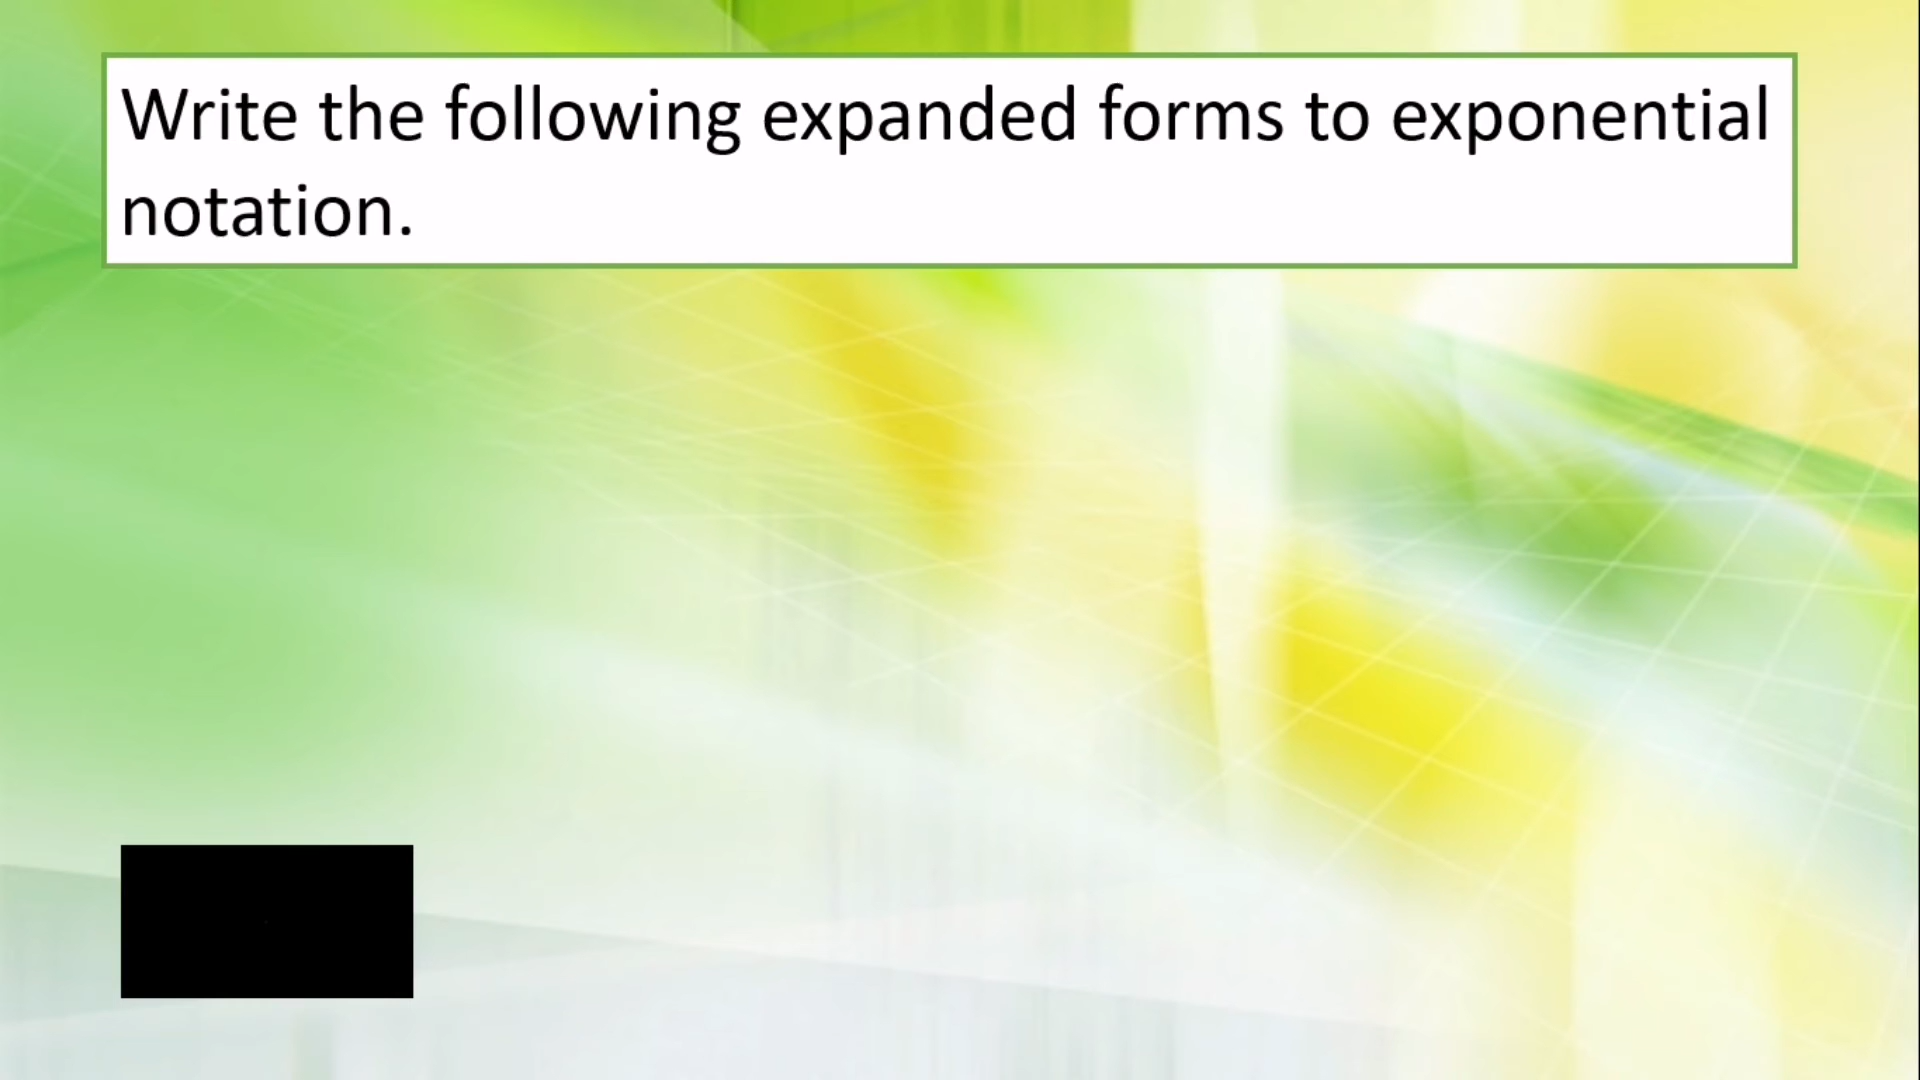 Write the following expanded forms to exponential
notation.